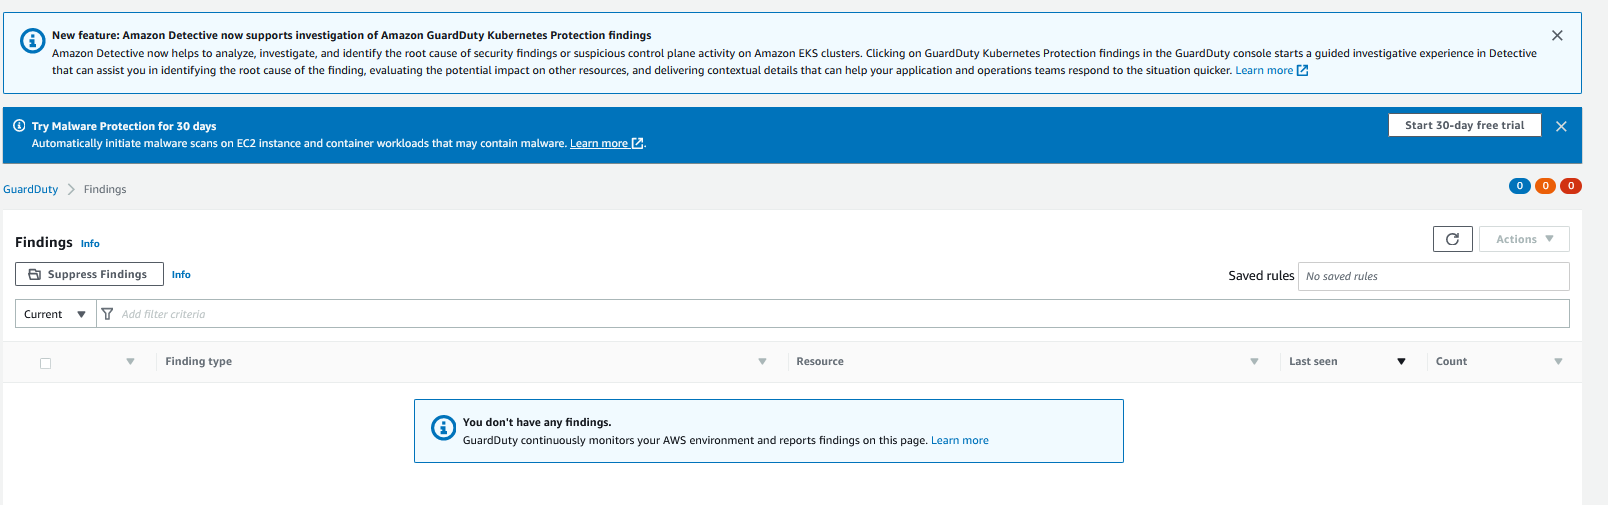 New feature: Amazon Detective now supports investigation of Amazon GuardDuty Kubernetes Protection findings
Amazon Detective now helps to analyze, investigate, and identify the root cause of security findings or suspicious control plane activity on Amazon EKS clusters. Clicking on GuardDuty Kubernetes Protection findings in the GuardDuty console starts a guided investigative experience in Detective
that can assist you in identifying the root cause of the finding, evaluating the potential impact on other resources, and delivering contextual details that can help your application and operations teams respond to the situation quicker. Learn more
Try Malware Protection for 30 days
Start 30-day free trial
Automatically initiate malware scans on EC2 instance and container workloads that may contain malware. Learn more.
GuardDuty Findings
0 0 0
Findings Info
Actions
Suppress Findings Info
Saved rules No saved rules
Current Add filter criteria
Finding type Resource Last seen Count
You don't have any findings.
GuardDuty continuously monitors your AWS environment and reports findings on this page. Learn more